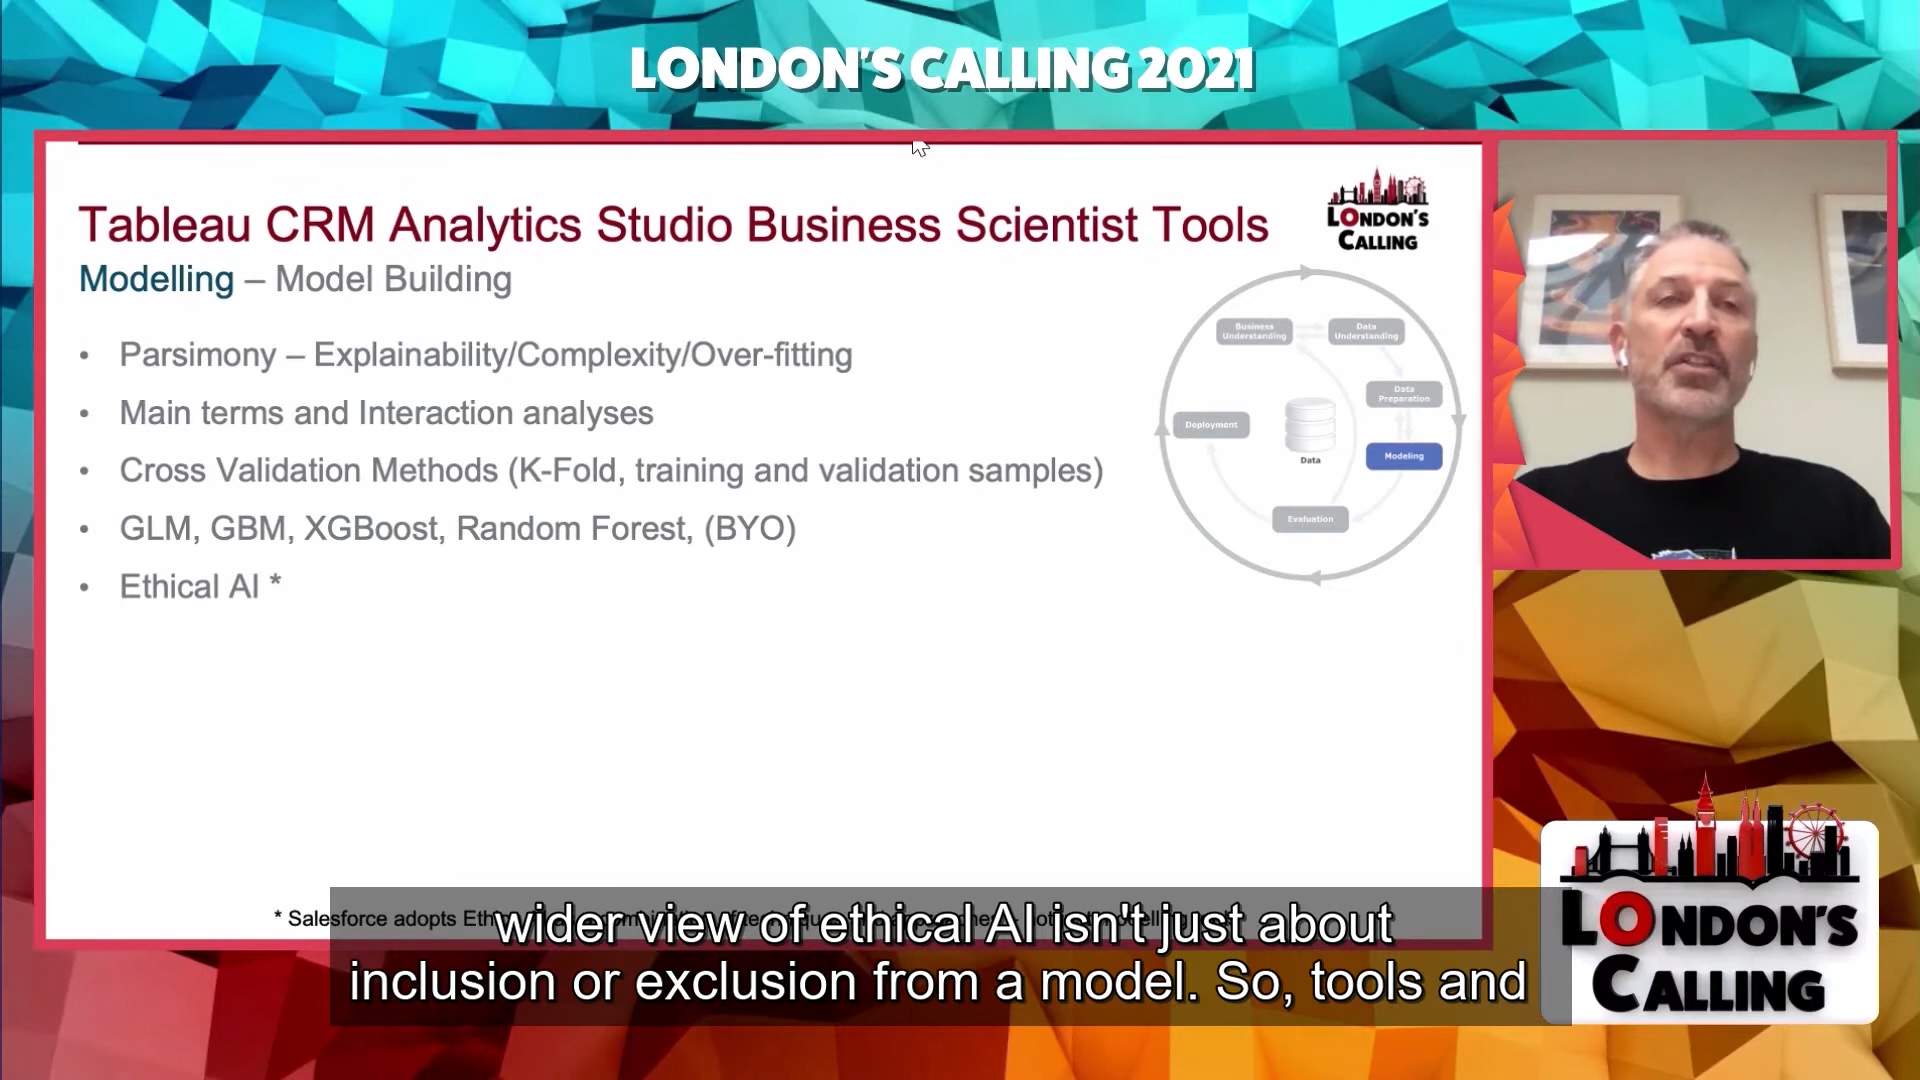 LONDON'S CALLING 2021
Tableau CRM Analytics Studio Business Scientist Tools
LONDON'S
CALLING
Modelling – Model Building
• Parsimony – Explainability/Complexity/Over-fitting
• Main terms and Interaction analyses
• Cross Validation Methods (K-Fold, training and validation samples)
• GLM, GBM, XGBoost, Random Forest, (BYO)
• Ethical AI *
Business
Understanding
Data
Understanding
Data
Preparation
Deployment
Modeling
Data
Evaluation
* Salesforce adopts
wider view of ethical AI isn't just about
inclusion or exclusion from a model. So, tools and
LONDON'S
CALLING